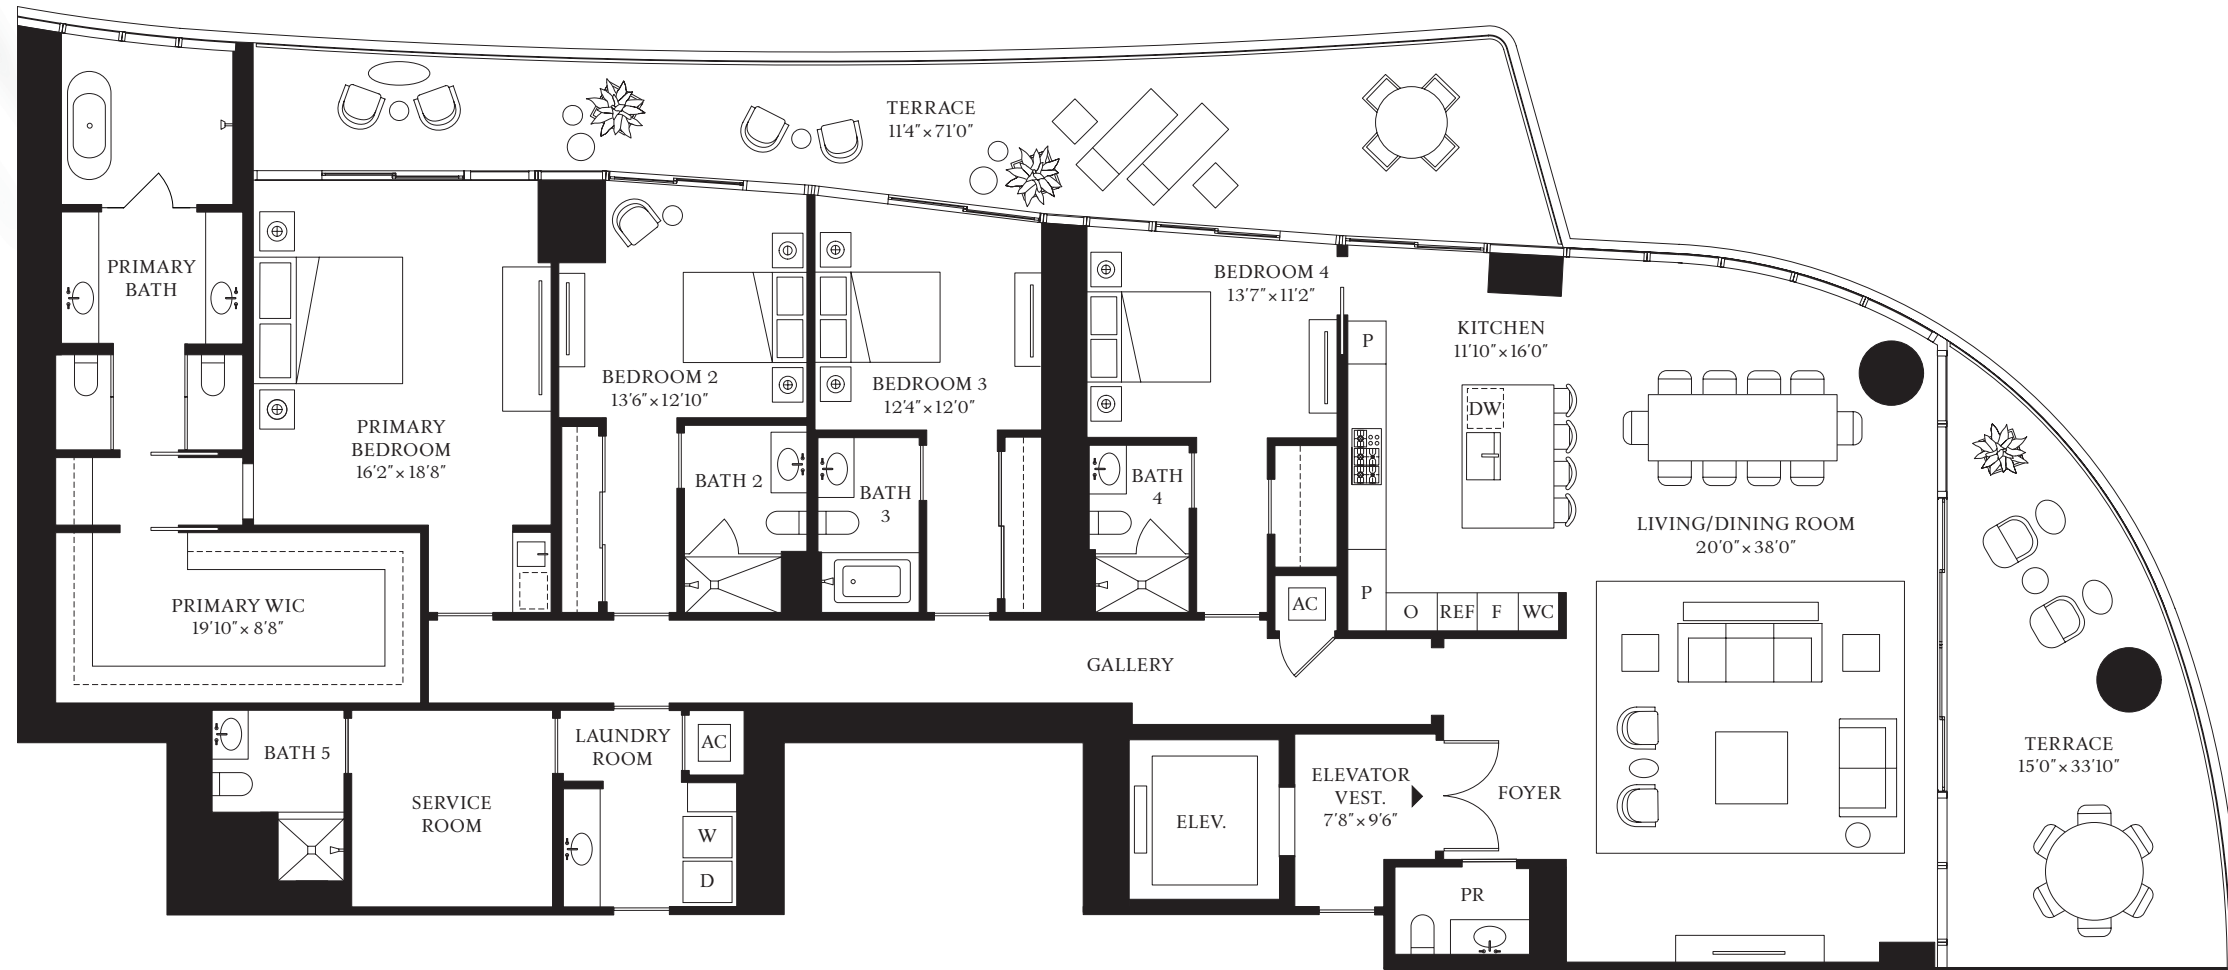 TERRACE
11'4"×71'0"
PRIMARY
BATH
BEDROOM 4
13'7"×11'2"
KITCHEN
11'10"×16'0"
P
BEDROOM 2
13'6"×12'10"
BEDROOM 3
12'4"×12'0"
DW
PRIMARY
BEDROOM
16'2"×18'8"
BATH 2
BATH
3
BATH
4
LIVING/DINING ROOM
20'0"×38'0"
PRIMARY WIC
19'10"×8'8"
AC
P
O
REF
F
WC
GALLERY
BATH 5
LAUNDRY
ROOM
AC
TERRACE
15'0"×33'10"
SERVICE
ROOM
ELEVATOR
VEST.
7'8"×9'6"
FOYER
ELEV.
W
D
PR